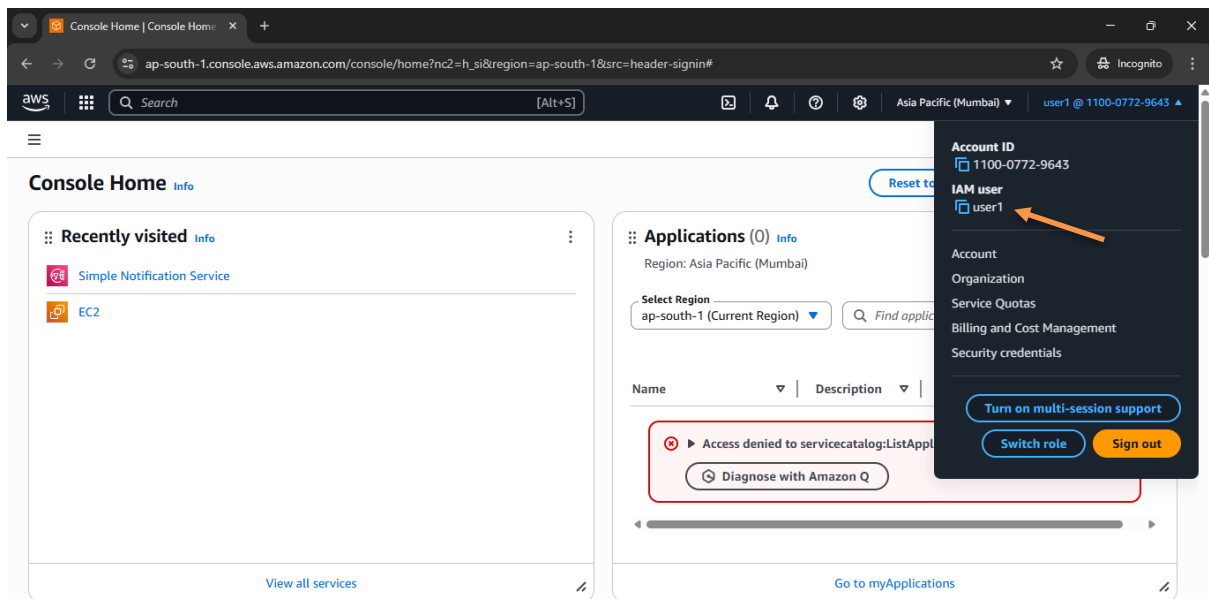 Console Home | Console Home
ap-south-1.console.aws.amazon.com/console/home?nc2=h_si&region=ap-south-1&src=header-signin#
Incognito
aws
Search
[Alt+S]
Asia Pacific (Mumbai)
user1 @ 1100-0772-9643
Account ID
1100-0772-9643
IAM user
user1
Account
Organization
Service Quotas
Billing and Cost Management
Security credentials
Turn on multi-session support
Switch role
Sign out
Console Home Info
Reset to
Recently visited Info
Simple Notification Service
EC2
View all services
Applications (0) Info
Region: Asia Pacific (Mumbai)
Select Region
ap-south-1 (Current Region)
Find applic
Name
Description
Access denied to servicecatalog:ListAppl
Diagnose with Amazon Q
Go to myApplications